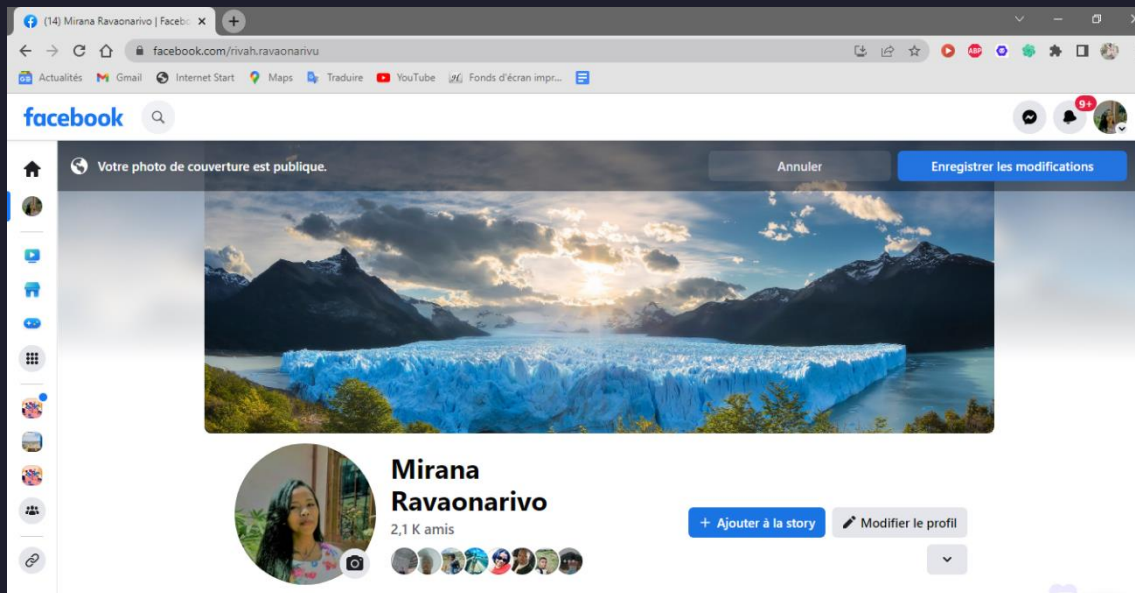 (14) Mirana Ravaonarivo | Facebo
facebook.com/rivah.ravaonarivu
Actualités Gmail Internet Start Maps Traduire YouTube Fonds d'écran impr...
facebook
9+
Votre photo de couverture est publique.
Annuler
Enregistrer les modifications
Mirana
Ravaonarivo
2,1 K amis
+ Ajouter à la story
Modifier le profil